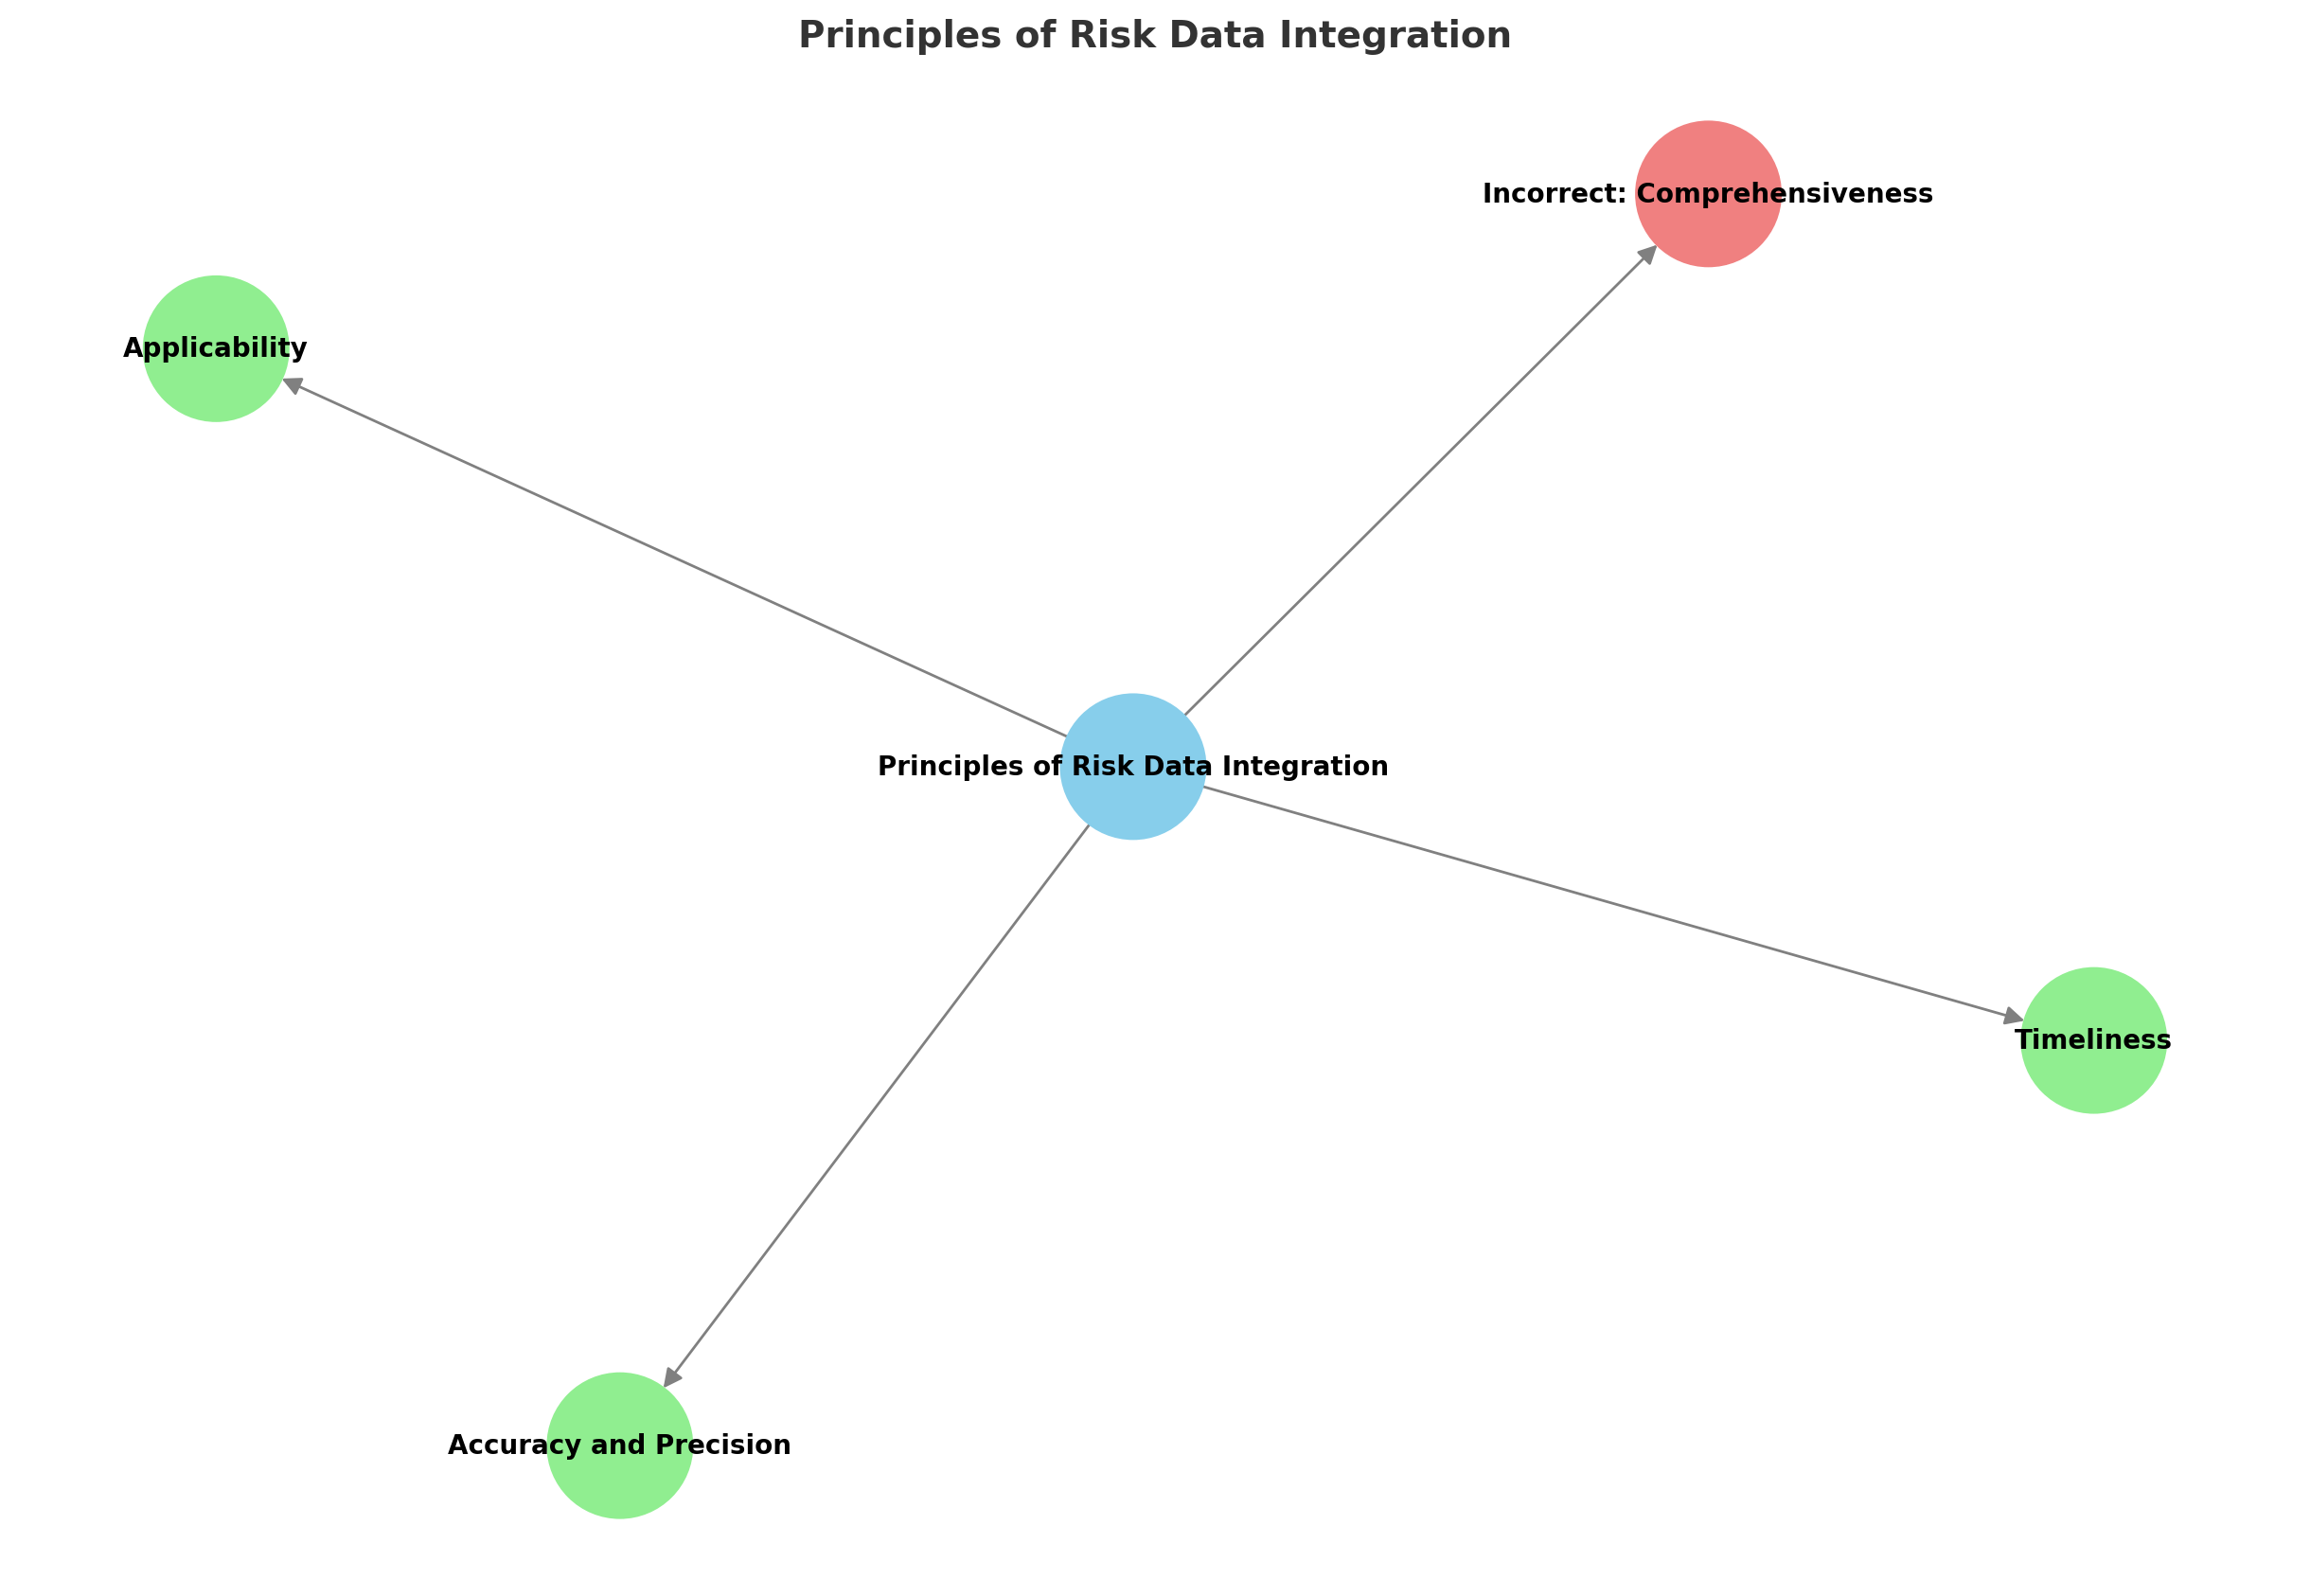 Principles of Risk Data Integration
Incorrect: Comprehensiveness
Applicability
Principles of Risk Data Integration
Timeliness
Accuracy and Precision